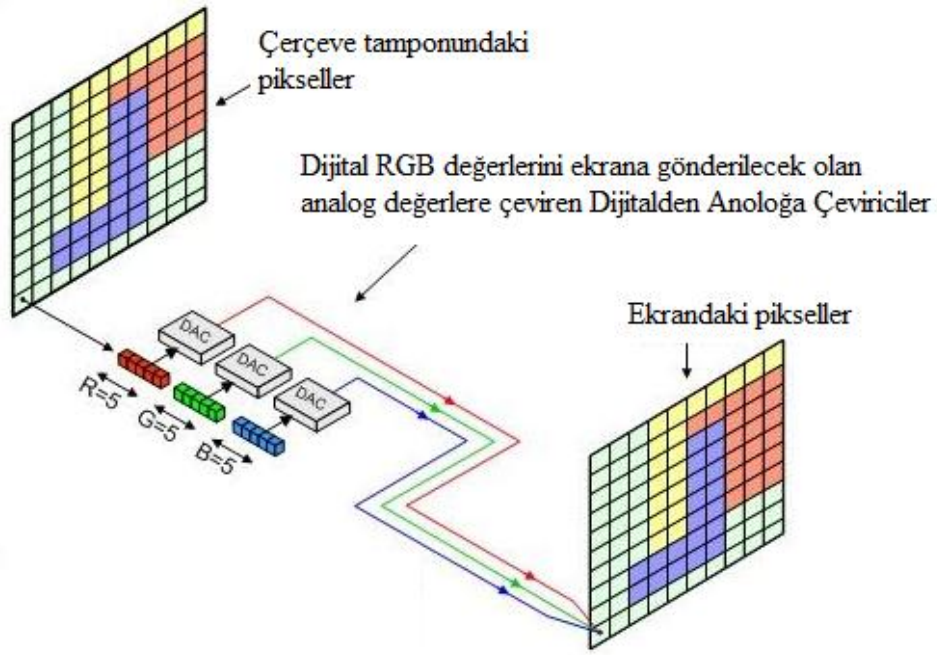 Çerçeve tamponundaki
pikseller
Dijital RGB değerlerini ekrana gönderilecek olan
analog değerlere çeviren Dijitalden Anoloğa Çeviriciler
Ekrandaki pikseller
DAC
DAC
DAC
R=5
G=5
B=5